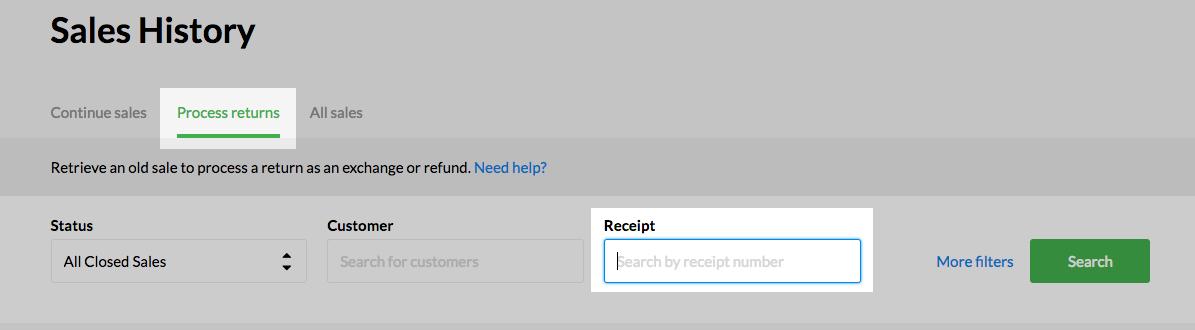 Sales History
Continue sales Process returns All sales
Retrieve an old sale to process a return as an exchange or refund. Need help?
Status Customer Receipt
All Closed Sales Search for customers Search by receipt number More filters Search